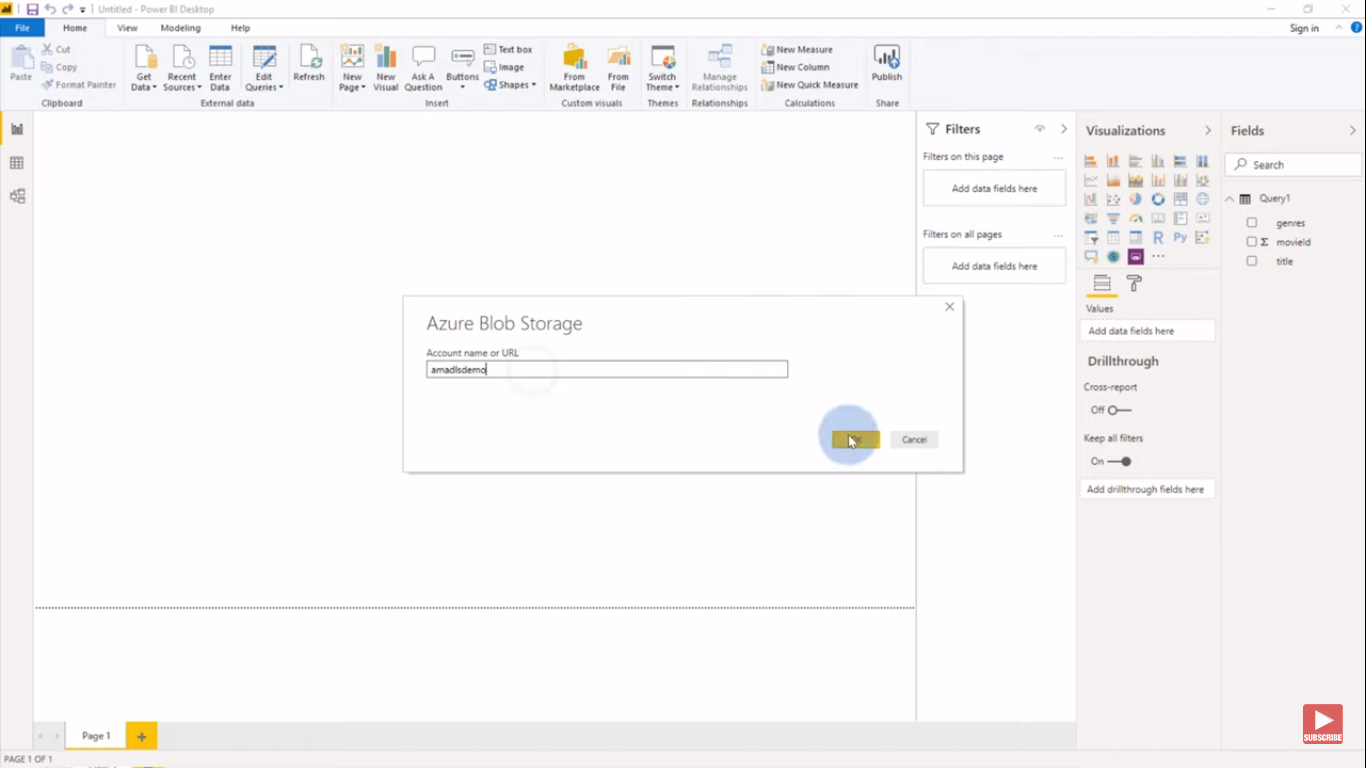 Untitled - Power BI Desktop
File Home View Modeling Help Sign in
Paste
Cut
Copy
Format Painter
Clipboard
Get Data
Recent Sources
Enter Data
Edit Queries
Refresh
External data
New Page
New Visual
Ask A Question
Buttons
Text box
Image
Shapes
Insert
From Marketplace
From File
Custom visuals
Switch Theme
Themes
Manage Relationships
Relationships
New Measure
New Column
New Quick Measure
Calculations
Publish
Share
Filters
Filters on this page
Add data fields here
Filters on all pages
Add data fields here
Visualizations
R
Py
Values
Add data fields here
Drillthrough
Cross-report
Off
Keep all filters
On
Add drillthrough fields here
Fields
Search
Query1
genres
Σ movieId
title
Azure Blob Storage
Account name or URL
amadlsdemo
Cancel
Page 1
PAGE 1 OF 1
SUBSCRIBE